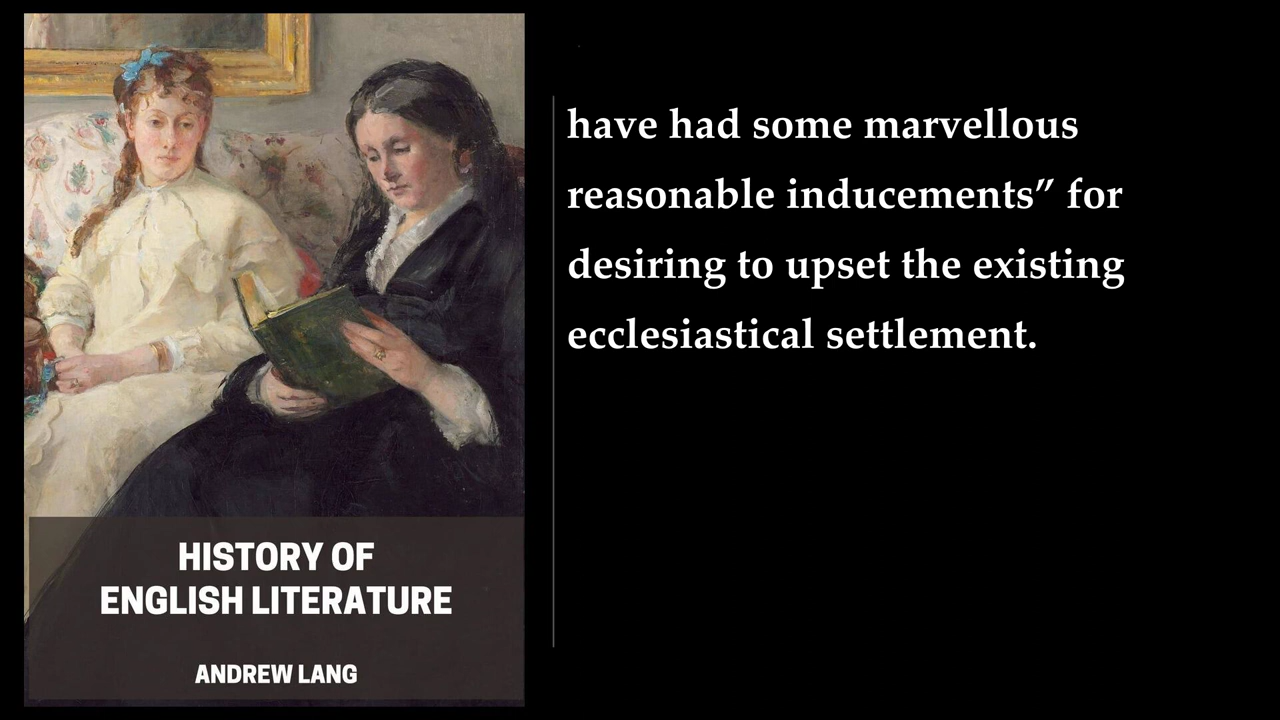 have had some marvellous
reasonable inducements” for
desiring to upset the existing
ecclesiastical settlement.
HISTORY OF
ENGLISH LITERATURE
ANDREW LANG